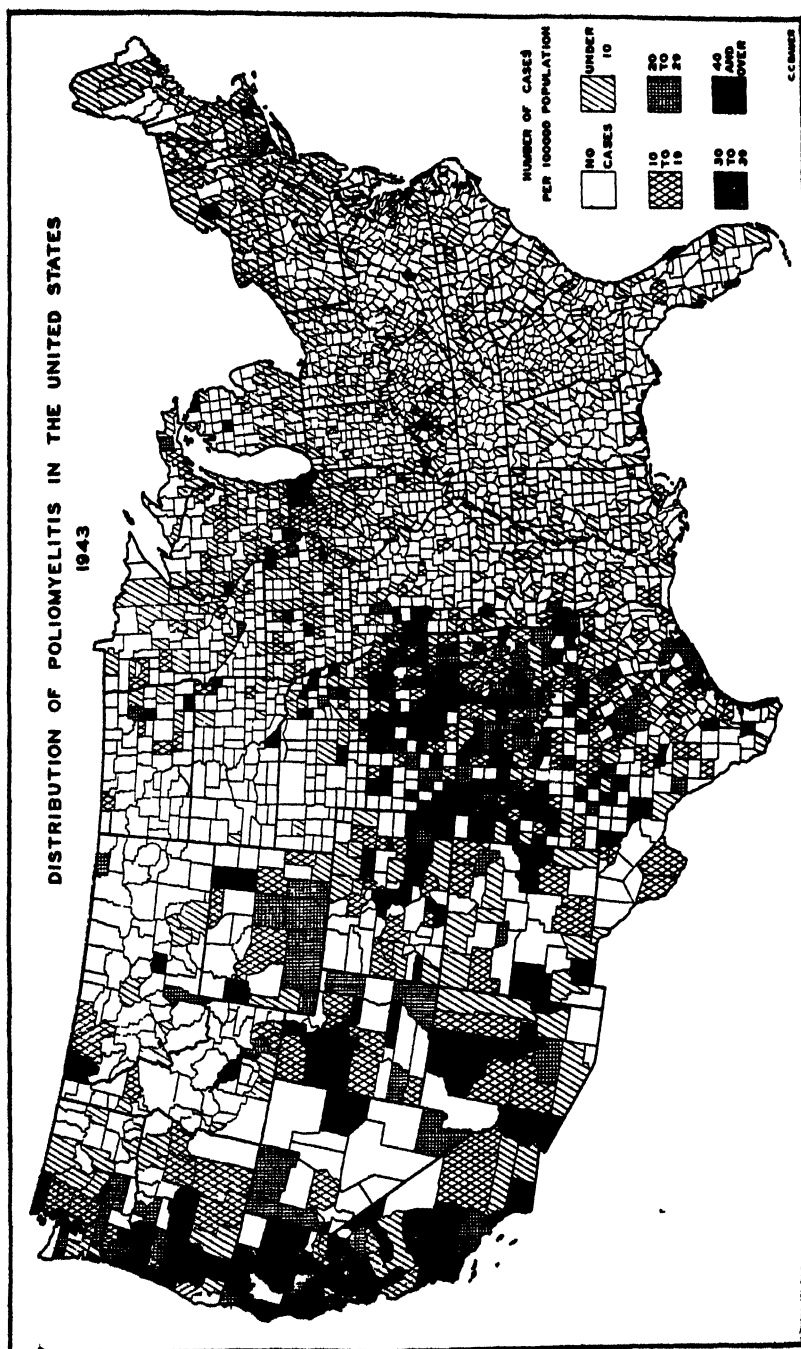 DISTRIBUTION OF POLIOMYELITIS IN THE UNITED STATES
1943
NUMBER OF CASES
PER 100000 POPULATION
NO
CASES
UNDER
10
10
TO
19
20
TO
29
30
TO
39
40
AND
OVER